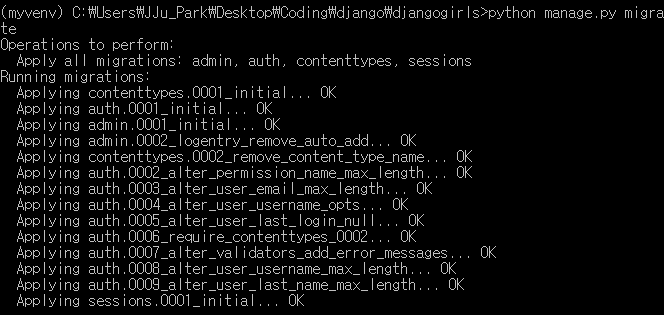 (myvenv) C:₩Users₩JJu_Park₩Desktop₩Coding₩django₩djangogirls>python manage.py migra
te
Operations to perform:
  Apply all migrations: admin, auth, contenttypes, sessions
Running migrations:
  Applying contenttypes.0001_initial... OK
  Applying auth.0001_initial... OK
  Applying admin.0001_initial... OK
  Applying admin.0002_logentry_remove_auto_add... OK
  Applying contenttypes.0002_remove_content_type_name... OK
  Applying auth.0002_alter_permission_name_max_length... OK
  Applying auth.0003_alter_user_email_max_length... OK
  Applying auth.0004_alter_user_username_opts... OK
  Applying auth.0005_alter_user_last_login_null... OK
  Applying auth.0006_require_contenttypes_0002... OK
  Applying auth.0007_alter_validators_add_error_messages... OK
  Applying auth.0008_alter_user_username_max_length... OK
  Applying auth.0009_alter_user_last_name_max_length... OK
  Applying sessions.0001_initial... OK